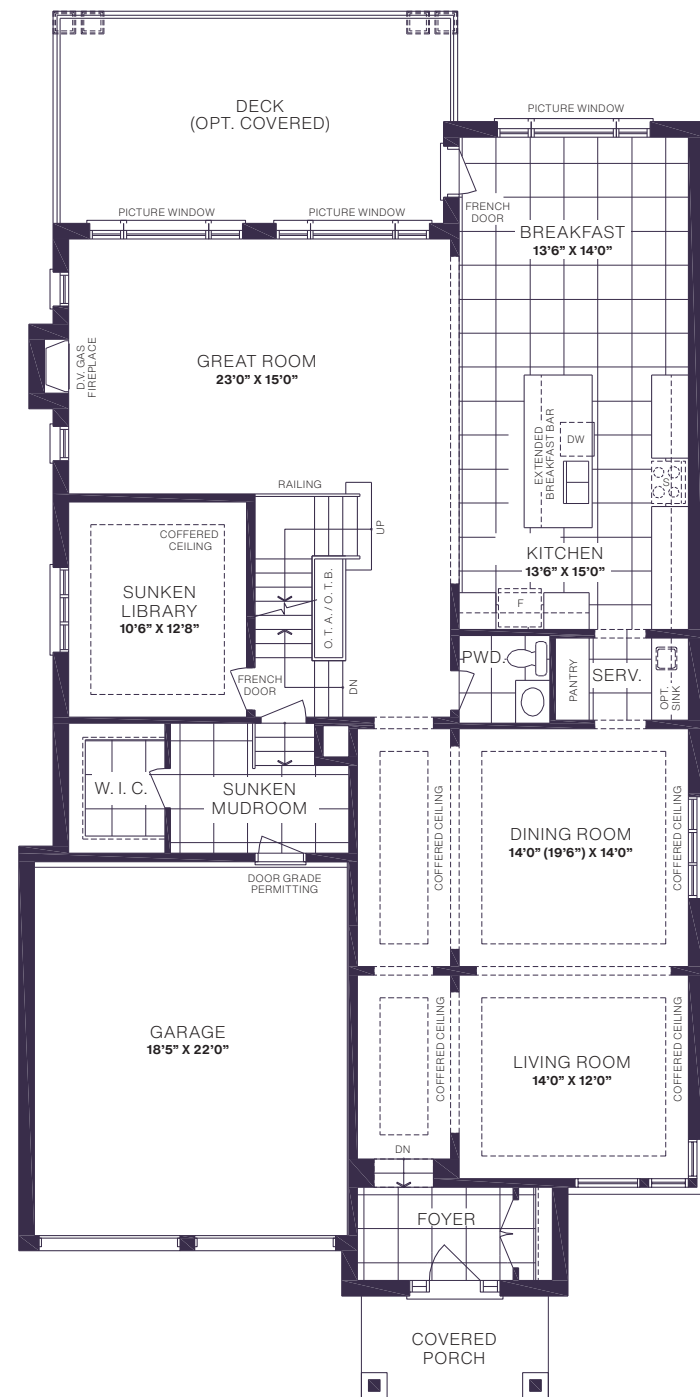 DECK
(OPT. COVERED)
PICTURE WINDOW
PICTURE WINDOW
PICTURE WINDOW
FRENCH
DOOR
BREAKFAST
13'6" X 14'0"
D.V. GAS
FIREPLACE
GREAT ROOM
23'0" X 15'0"
EXTENDED
BREAKFAST BAR
DW
S
RAILING
UP
COFFERED
CEILING
SUNKEN
LIBRARY
10'6" X 12'8"
O.T.A. / O.T.B.
KITCHEN
13'6" X 15'0"
F
FRENCH
DOOR
DN
PWD.
PANTRY
SERV.
OPT.
SINK
W. I. C.
SUNKEN
MUDROOM
COFFERED CEILING
DINING ROOM
14'0" (19'6") X 14'0"
COFFERED CEILING
DOOR GRADE
PERMITTING
GARAGE
18'5" X 22'0"
COFFERED CEILING
LIVING ROOM
14'0" X 12'0"
COFFERED CEILING
DN
FOYER
COVERED
PORCH